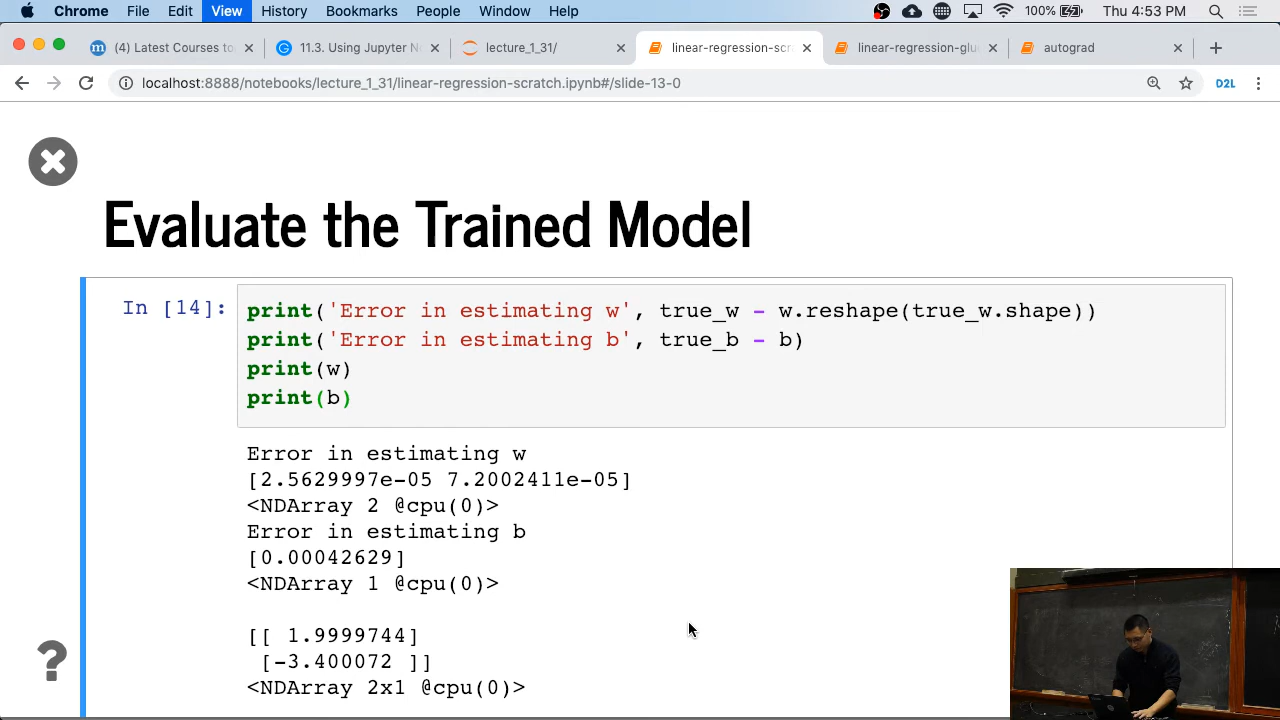 Chrome File Edit View History Bookmarks People Window Help 100% Thu 4:53 PM
(4) Latest Courses to 11.3. Using Jupyter N lecture_1_31/ linear-regression-scr linear-regression-glu autograd
localhost:8888/notebooks/lecture_1_31/linear-regression-scratch.ipynb#/slide-13-0 D2L
Evaluate the Trained Model
In [14]: print('Error in estimating w', true_w - w.reshape(true_w.shape))
print('Error in estimating b', true_b - b)
print(w)
print(b)
Error in estimating w
[2.5629997e-05 7.2002411e-05]
<NDArray 2 @cpu(0)>
Error in estimating b
[0.00042629]
<NDArray 1 @cpu(0)>
[[ 1.9999744]
[-3.400072 ]]
<NDArray 2x1 @cpu(0)>
?